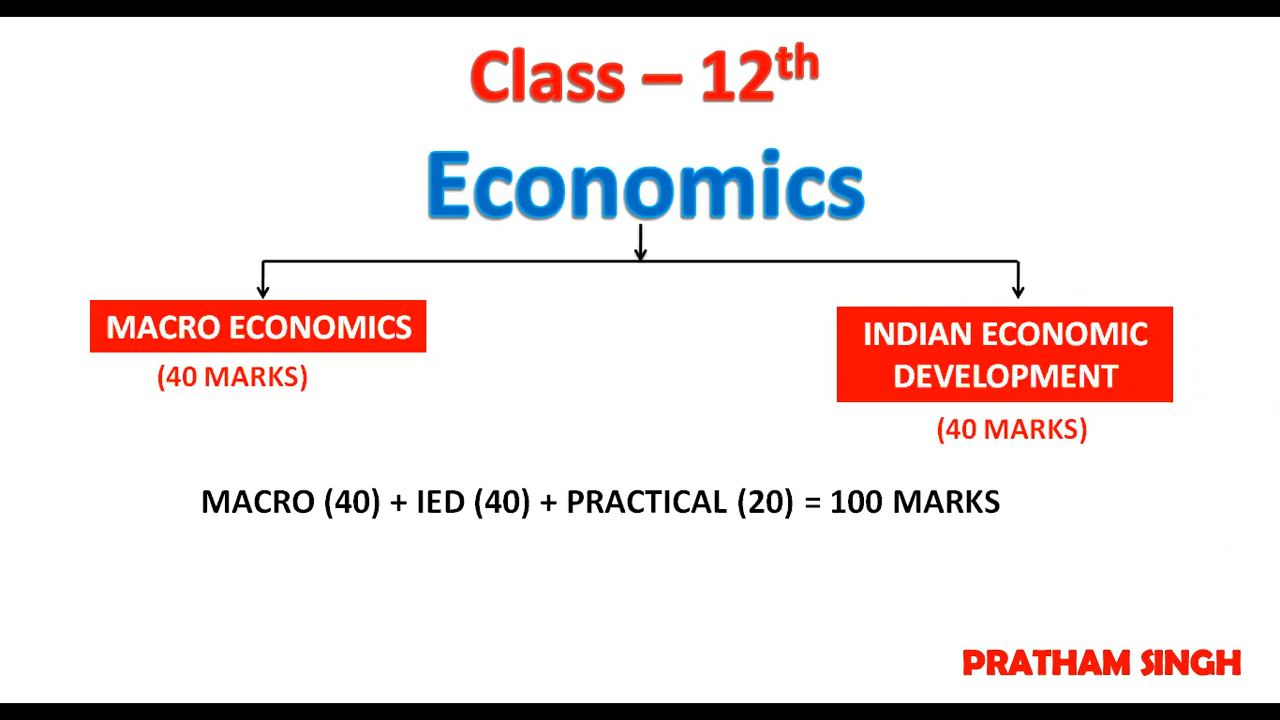 Class – 12th
Economics
MACRO ECONOMICS
(40 MARKS)
INDIAN ECONOMIC
DEVELOPMENT
(40 MARKS)
MACRO (40) + IED (40) + PRACTICAL (20) = 100 MARKS
PRATHAM SINGH